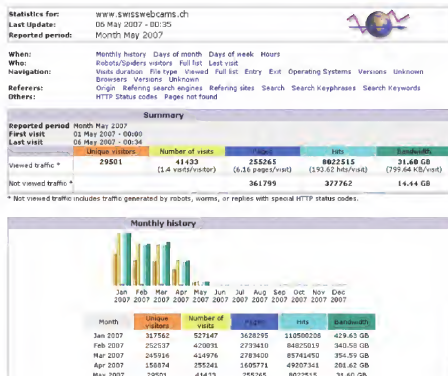 Statistics for: www.swisswebcams.ch
Last Update: 06 May 2007 - 00:35
Reported period: Month May 2007
When: Monthly history Days of month Days of week Hours
Who: Robots/Spiders visitors Full list Last visit
Navigation: Visits duration File type Viewed Full list Entry Exit Operating Systems Versions Unknown
Browsers Versions Unknown
Referers: Origin Refering search engines Refering sites Search Search Keyphrases Search Keywords
Others: HTTP Status codes Pages not found
Summary
Reported period Month May 2007
First visit 01 May 2007 - 00:00
Last visit 06 May 2007 - 00:34
Unique visitors Number of visits Pages Hits Bandwidth
Viewed traffic * 29501 41433 255265 8022515 31.60 GB
(1.4 visits/visitor) (6.16 pages/visit) (193.62 hits/visit) (799.64 KB/visit)
Not viewed traffic * 361799 377762 14.44 GB
* Not viewed traffic includes traffic generated by robots, worms, or replies with special HTTP status codes.
Monthly history
Jan Feb Mar Apr May Jun Jul Aug Sep Oct Nov Dec
2007 2007 2007 2007 2007 2007 2007 2007 2007 2007 2007 2007
Month Unique visitors Number of visits Pages Hits Bandwidth
Jan 2007 317562 527147 3628295 110500208 429.63 GB
Feb 2007 252537 420031 2733410 84825019 340.58 GB
Mar 2007 245916 414976 2783400 85741450 354.59 GB
Apr 2007 158874 255241 1605771 49207341 201.62 GB
May 2007 29501 41433 255265 8022515 31.60 GB